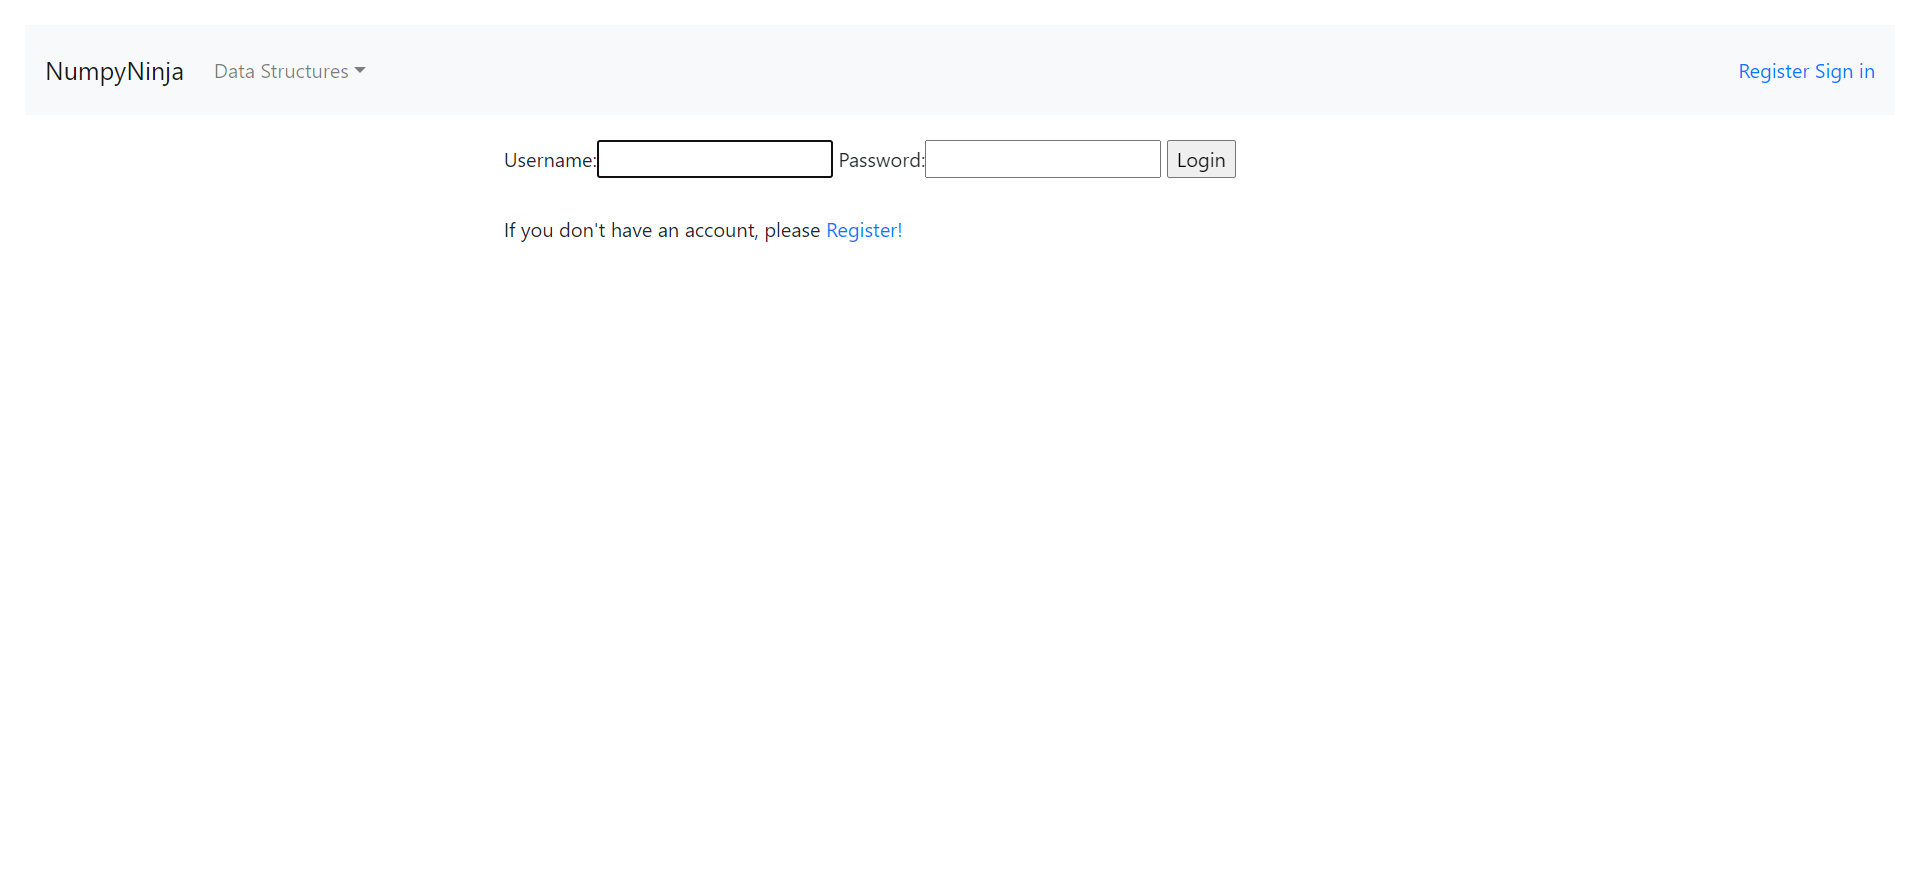 NumpyNinja Data Structures Register Sign in
Username: Password: Login
If you don't have an account, please Register!